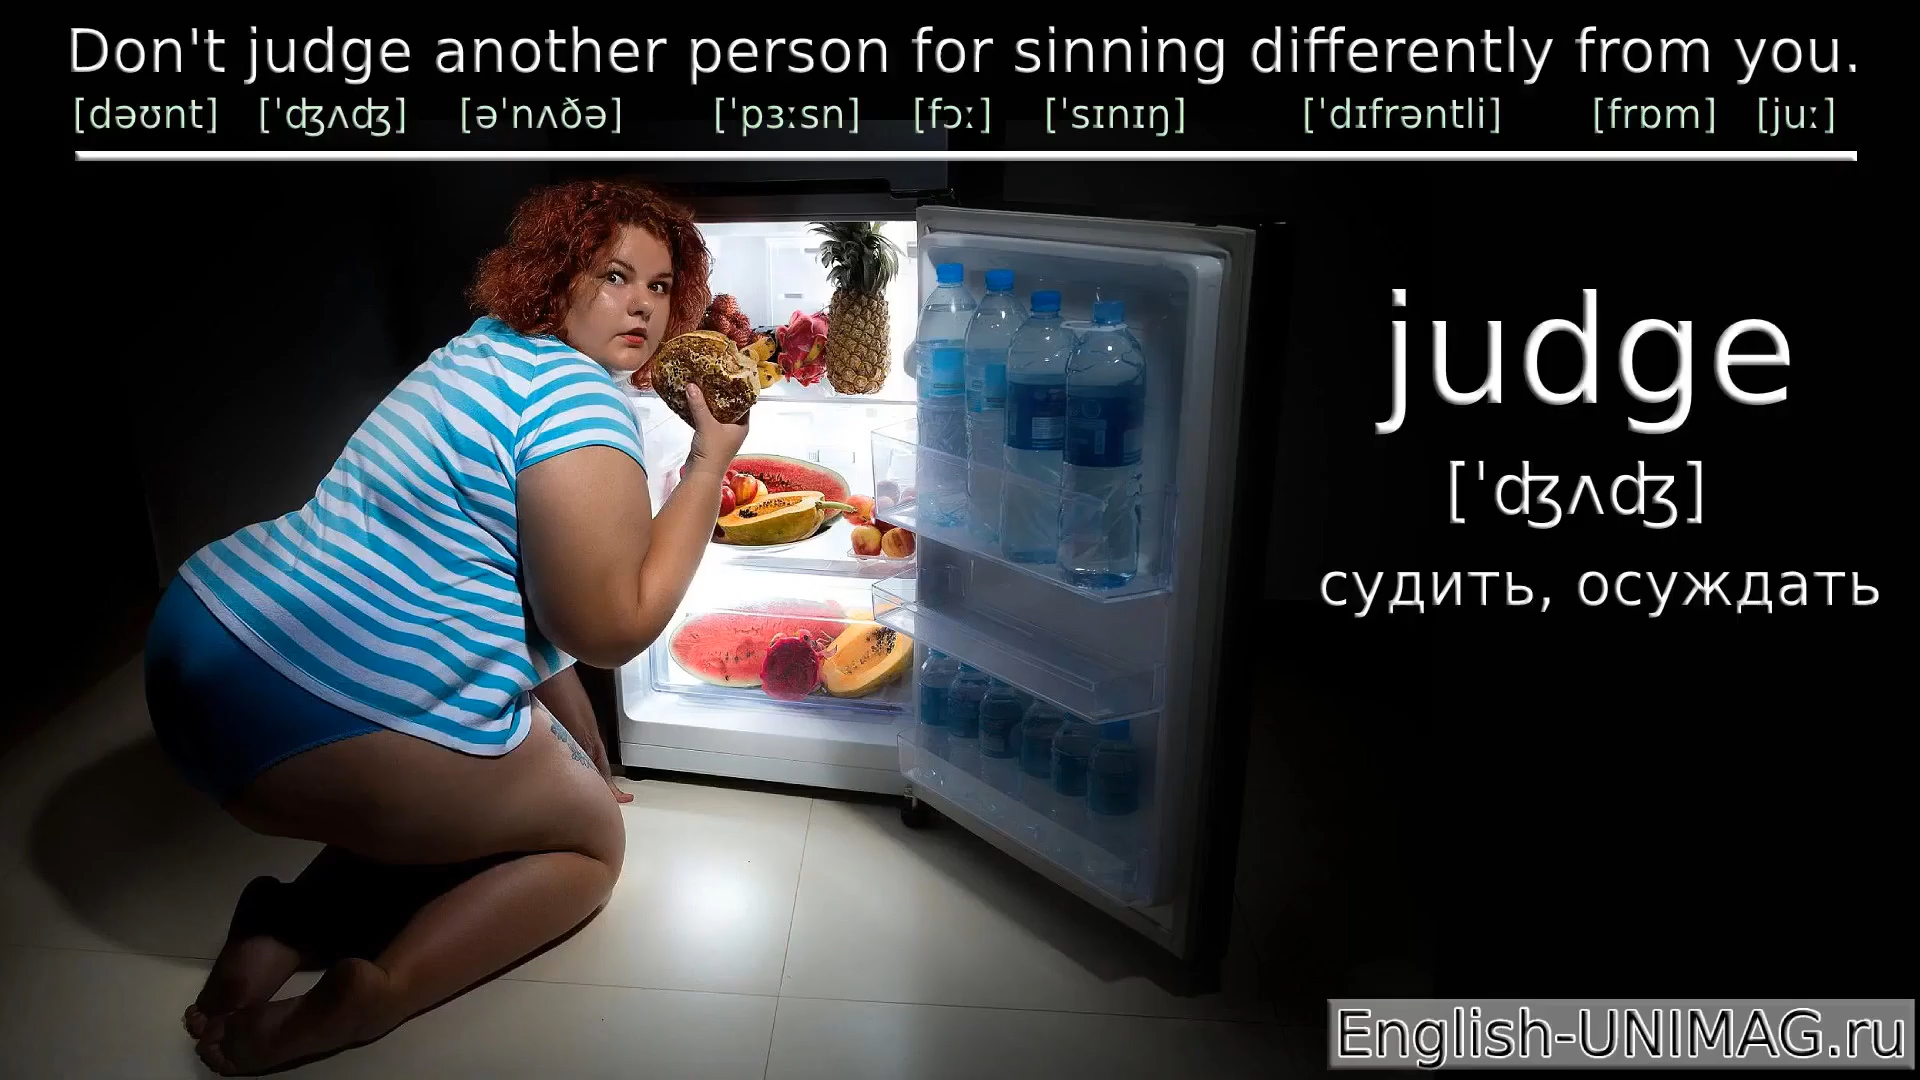 Don't judge another person for sinning differently from you.
[dəʊnt] [ˈʤʌʤ] [əˈnʌðə] [ˈpɜːsn] [fɔː] [ˈsɪnɪŋ] [ˈdɪfrəntli] [frɒm] [juː]
judge
[ˈʤʌʤ]
судить, осуждать
English-UNIMAG.ru